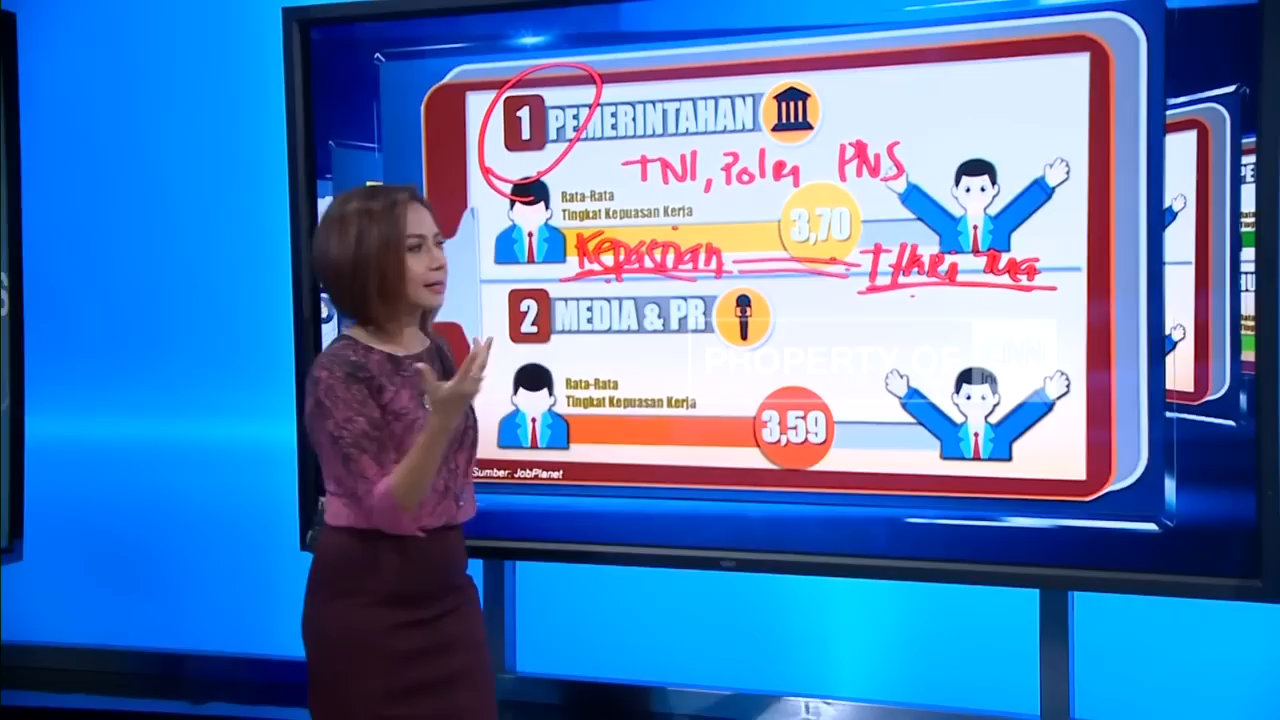 1 PEMERINTAHAN
TNI, Polri PNS
Rata-Rata
Tingkat Kepuasan Kerja
3,70
Kepastian Hari Tua
2 MEDIA & PR
PROPERTY OF CNN
Rata-Rata
Tingkat Kepuasan Kerja
3,59
Sumber: JobPlanet